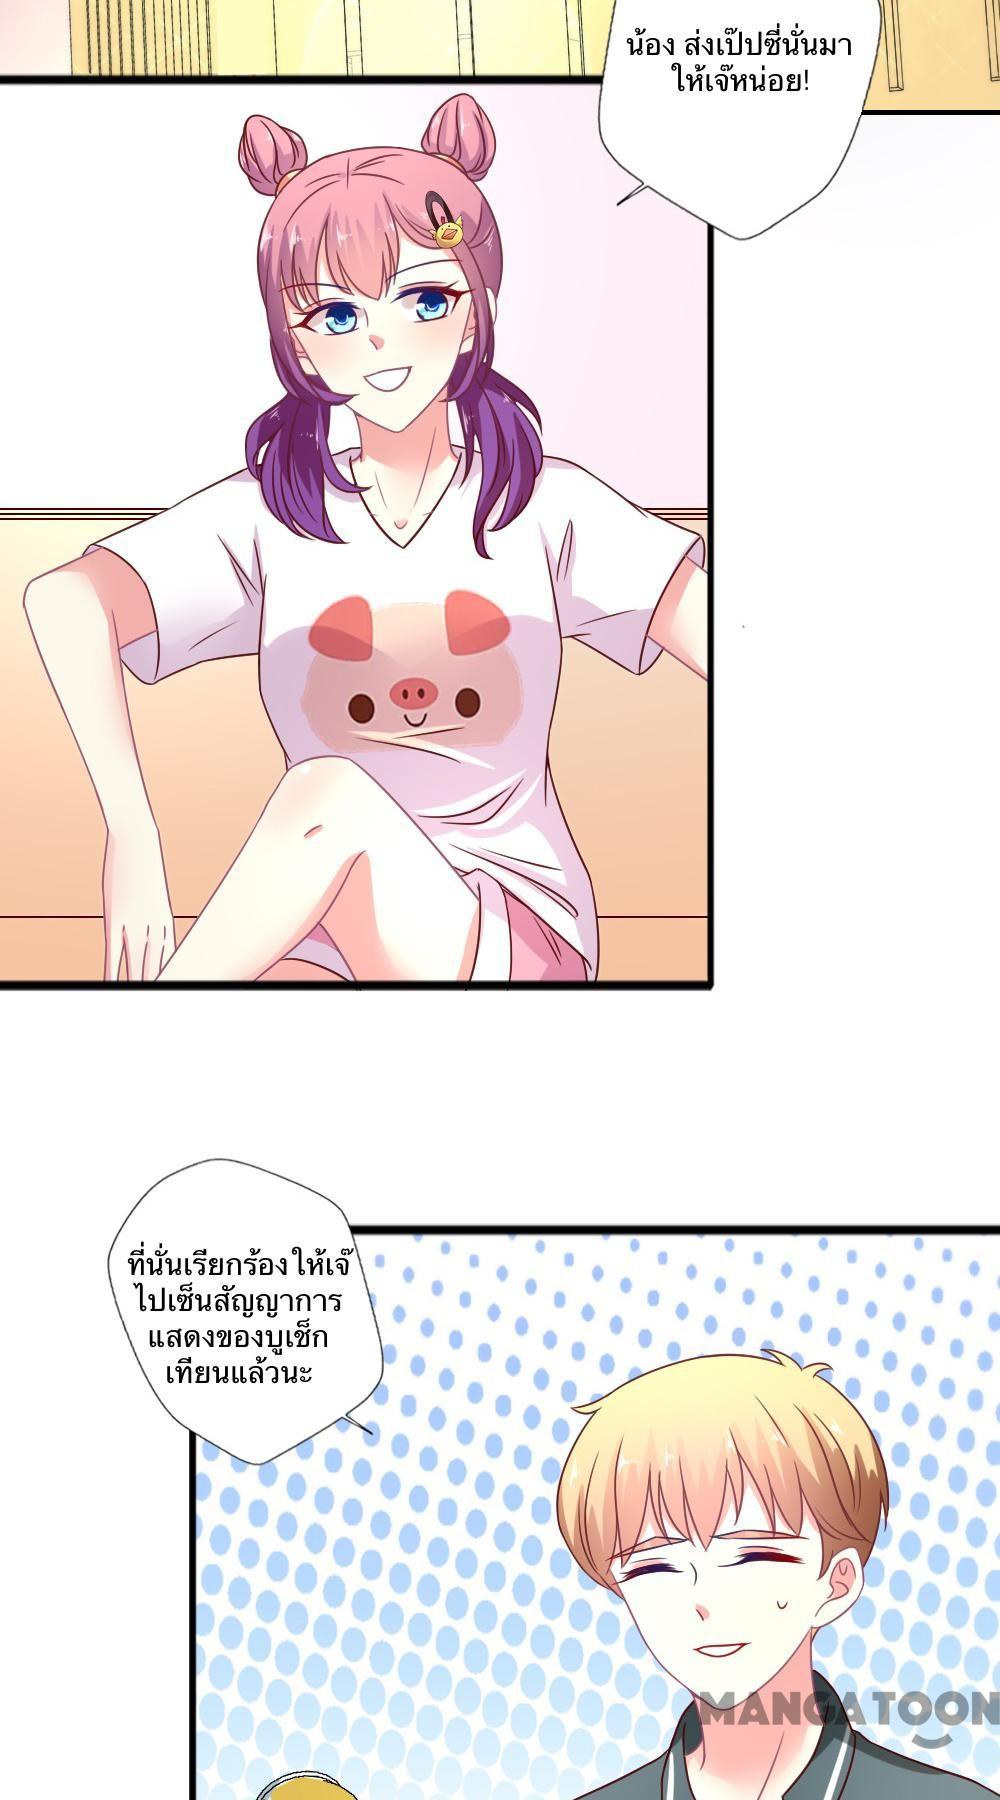 น้อง ส่งเป๊ปซี่นั่นมา
ให้เจ๊หน่อย!
ที่นั่นเรียกร้องให้เจ๊
ไปเซ็นสัญญาการ
แสดงของบูเช็ก
เทียนแล้วนะ
MANGATOON